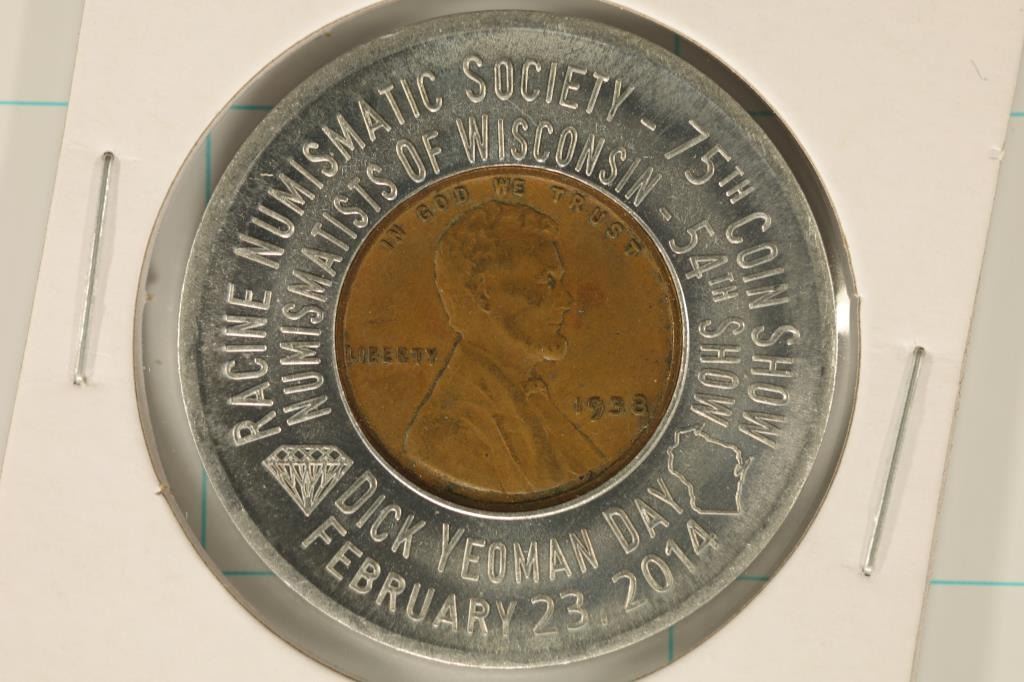 RACINE NUMISMATIC SOCIETY - 75TH COIN SHOW
NUMISMATISTS OF WISCONSIN - 54TH SHOW
IN GOD WE TRUST
LIBERTY
1938
DICK YEOMAN DAY
FEBRUARY 23, 2014